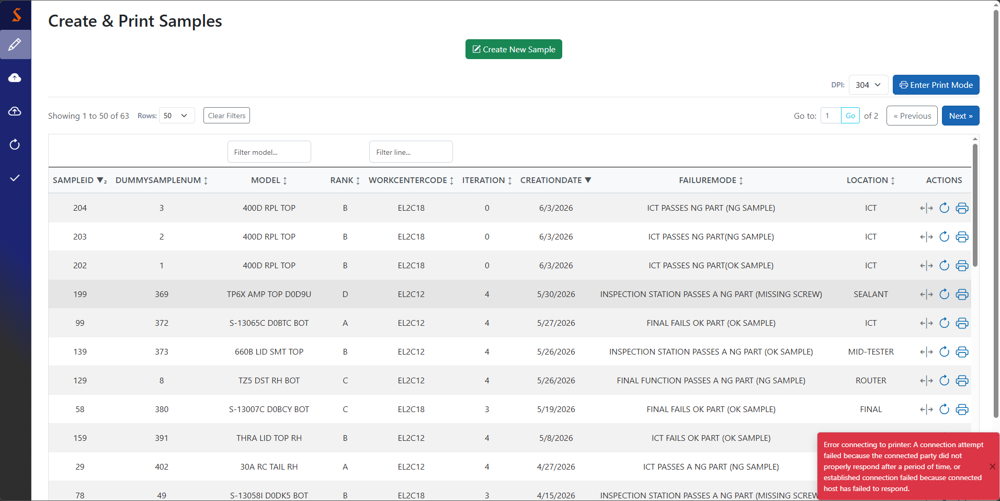 Create & Print Samples
Create New Sample
DPI: 304 Enter Print Mode
Showing 1 to 50 of 63 Rows: 50 Clear Filters Go to: 1 Go of 2 « Previous Next »
Filter model... Filter line...
SAMPLEID ▼2 DUMMYSAMPLENUM ↕ MODEL ↕ RANK ↕ WORKCENTERCODE ↕ ITERATION ↕ CREATIONDATE ▼ FAILUREMODE ↕ LOCATION ↕ ACTIONS
204 3 400D RPL TOP B EL2C18 0 6/3/2026 ICT PASSES NG PART (NG SAMPLE) ICT
203 2 400D RPL TOP B EL2C18 0 6/3/2026 ICT PASSES NG PART(NG SAMPLE) ICT
202 1 400D RPL TOP B EL2C18 0 6/3/2026 ICT PASSES NG PART(OK SAMPLE) ICT
199 369 TP6X AMP TOP D0D9U D EL2C12 4 5/30/2026 INSPECTION STATION PASSES A NG PART (MISSING SCREW) SEALANT
99 372 S-13065C D0BTC BOT A EL2C12 4 5/27/2026 FINAL FAILS OK PART (OK SAMPLE) ICT
139 373 660B LID SMT TOP B EL2C12 4 5/26/2026 INSPECTION STATION PASSES A NG PART (OK SAMPLE) MID-TESTER
129 8 TZ5 DST RH BOT C EL2C12 4 5/26/2026 FINAL FUNCTION PASSES A NG PART (NG SAMPLE) ROUTER
58 380 S-13007C D0BCY BOT C EL2C18 3 5/19/2026 FINAL FAILS OK PART (OK SAMPLE) FINAL
159 391 THRA LID TOP RH B EL2C12 4 5/8/2026 ICT FAILS OK PART (OK SAMPLE)
29 402 30A RC TAIL RH A EL2C12 4 4/27/2026 ICT PASSES A NG PART (NG SAMPLE)
78 49 S-13058I D0DK5 BOT B EL2C18 3 4/15/2026 INSPECTION STATION PASSES A NG PART (MISSING SCREW
Error connecting to printer: A connection attempt
failed because the connected party did not
properly respond after a period of time, or
established connection failed because connected
host has failed to respond.